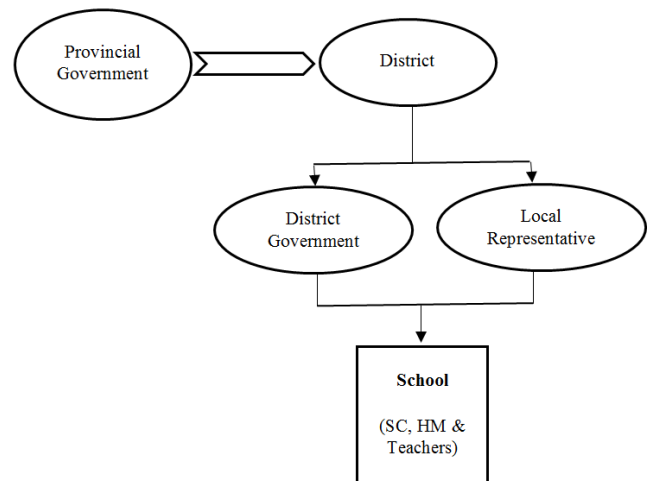 Provincial
Government
District
District
Government
Local
Representative
School
(SC, HM &
Teachers)